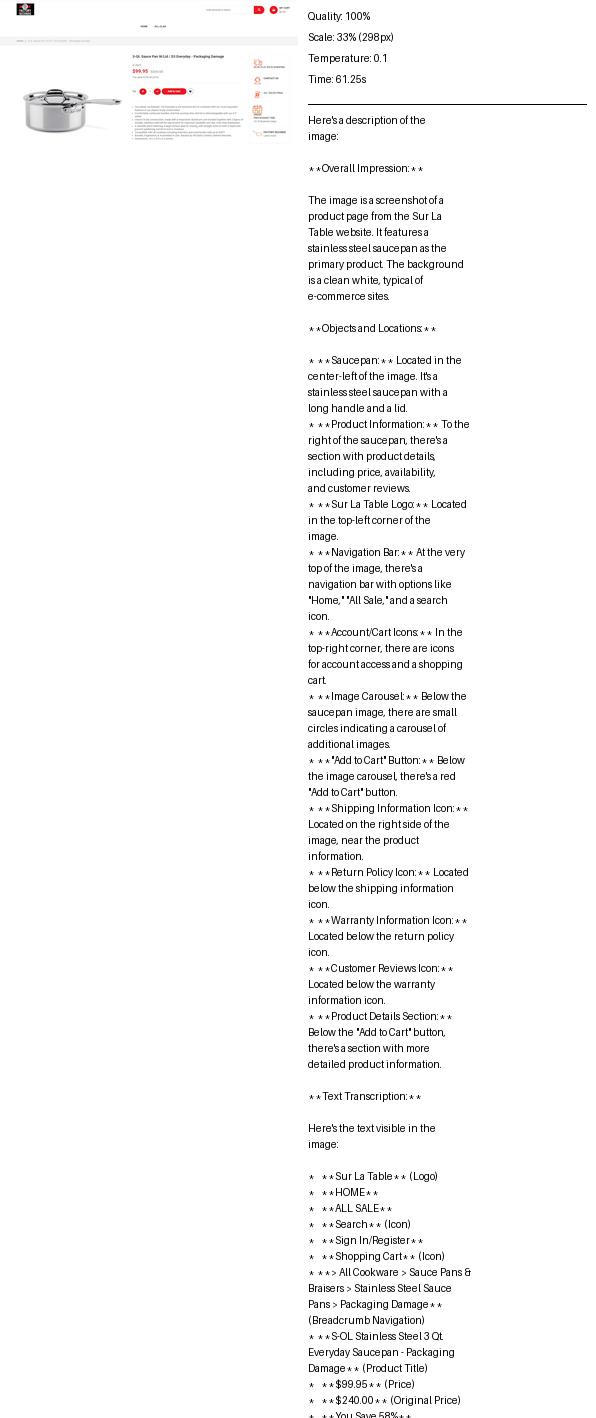 HOME
ALL-CLAD
MY CART
3-Qt. Sauce Pan W/Lid / D3 Everyday - Packaging Damage
$99.95
Add to Cart
CONTACT US
Quality: 100%
Scale: 33% (298px)
Temperature: 0.1
Time: 61.25s
Here's a description of the
image:
**Overall Impression:**
The image is a screenshot of a
product page from the Sur La
Table website. It features a
stainless steel saucepan as the
primary product. The background
is a clean white, typical of
e-commerce sites.
**Objects and Locations:**
* **Saucepan:** Located in the
center-left of the image. It's a
stainless steel saucepan with a
long handle and a lid.
* **Product Information:** To the
right of the saucepan, there's a
section with product details,
including price, availability,
and customer reviews.
* **Sur La Table Logo:** Located
in the top-left corner of the
image.
* **Navigation Bar:** At the very
top of the image, there's a
navigation bar with options like
"Home," "All Sale," and a search
icon.
* **Account/Cart Icons:** In the
top-right corner, there are icons
for account access and a shopping
cart.
* **Image Carousel:** Below the
saucepan image, there are small
circles indicating a carousel of
additional images.
* **"Add to Cart" Button:** Below
the image carousel, there's a red
"Add to Cart" button.
* **Shipping Information Icon:**
Located on the right side of the
image, near the product
information.
* **Return Policy Icon:** Located
below the shipping information
icon.
* **Warranty Information Icon:**
Located below the return policy
icon.
* **Customer Reviews Icon:**
Located below the warranty
information icon.
* **Product Details Section:**
Below the "Add to Cart" button,
there's a section with more
detailed product information.
**Text Transcription:**
Here's the text visible in the
image:
* **Sur La Table** (Logo)
* **HOME**
* **ALL SALE**
* **Search** (Icon)
* **Sign In/Register**
* **Shopping Cart** (Icon)
* **> All Cookware > Sauce Pans &
Braisers > Stainless Steel Sauce
Pans > Packaging Damage**
(Breadcrumb Navigation)
* **S-OL Stainless Steel 3 Qt.
Everyday Saucepan - Packaging
Damage** (Product Title)
* **$99.95** (Price)
* **$240.00** (Original Price)
* **You Save 58%**